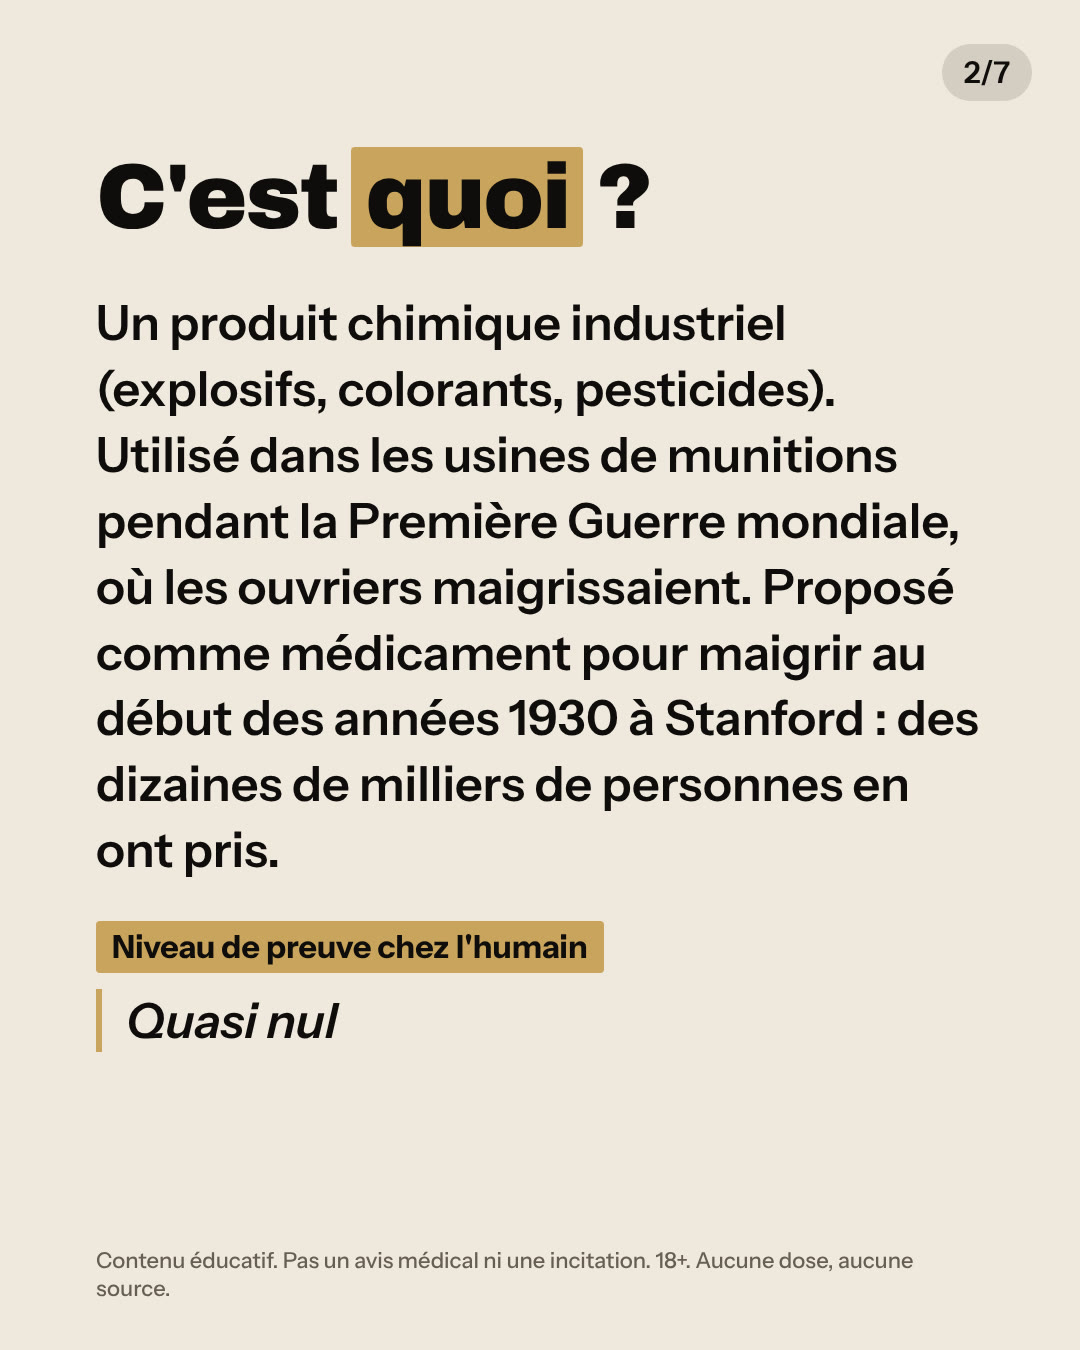 2/7
C'est quoi ?
Un produit chimique industriel
(explosifs, colorants, pesticides).
Utilisé dans les usines de munitions
pendant la Première Guerre mondiale,
où les ouvriers maigrissaient. Proposé
comme médicament pour maigrir au
début des années 1930 à Stanford : des
dizaines de milliers de personnes en
ont pris.
Niveau de preuve chez l'humain
Quasi nul
Contenu éducatif. Pas un avis médical ni une incitation. 18+. Aucune dose, aucune
source.